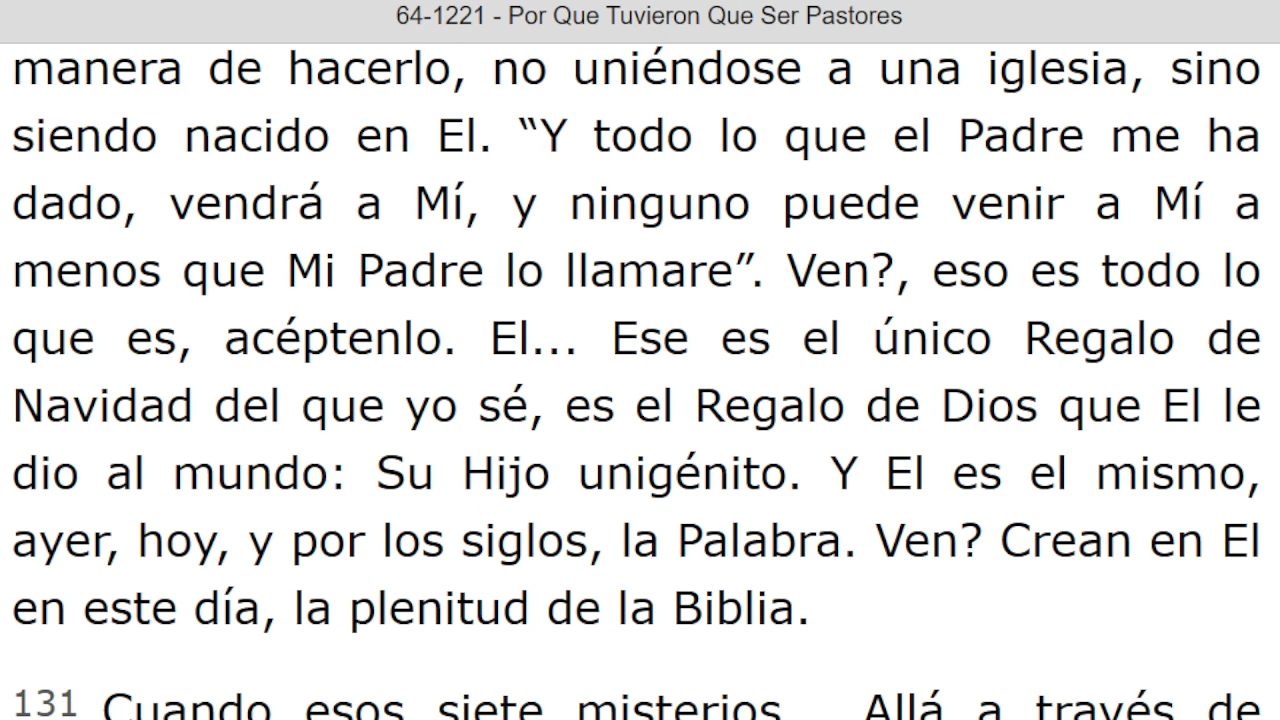 64-1221 - Por Que Tuvieron Que Ser Pastores
manera de hacerlo, no uniéndose a una iglesia, sino
siendo nacido en El. “Y todo lo que el Padre me ha
dado, vendrá a Mí, y ninguno puede venir a Mí a
menos que Mi Padre lo llamare”. Ven?, eso es todo lo
que es, acéptenlo. El... Ese es el único Regalo de
Navidad del que yo sé, es el Regalo de Dios que El le
dio al mundo: Su Hijo unigénito. Y El es el mismo,
ayer, hoy, y por los siglos, la Palabra. Ven? Crean en El
en este día, la plenitud de la Biblia.
131 Cuando esos siete misterios... Allá a través de